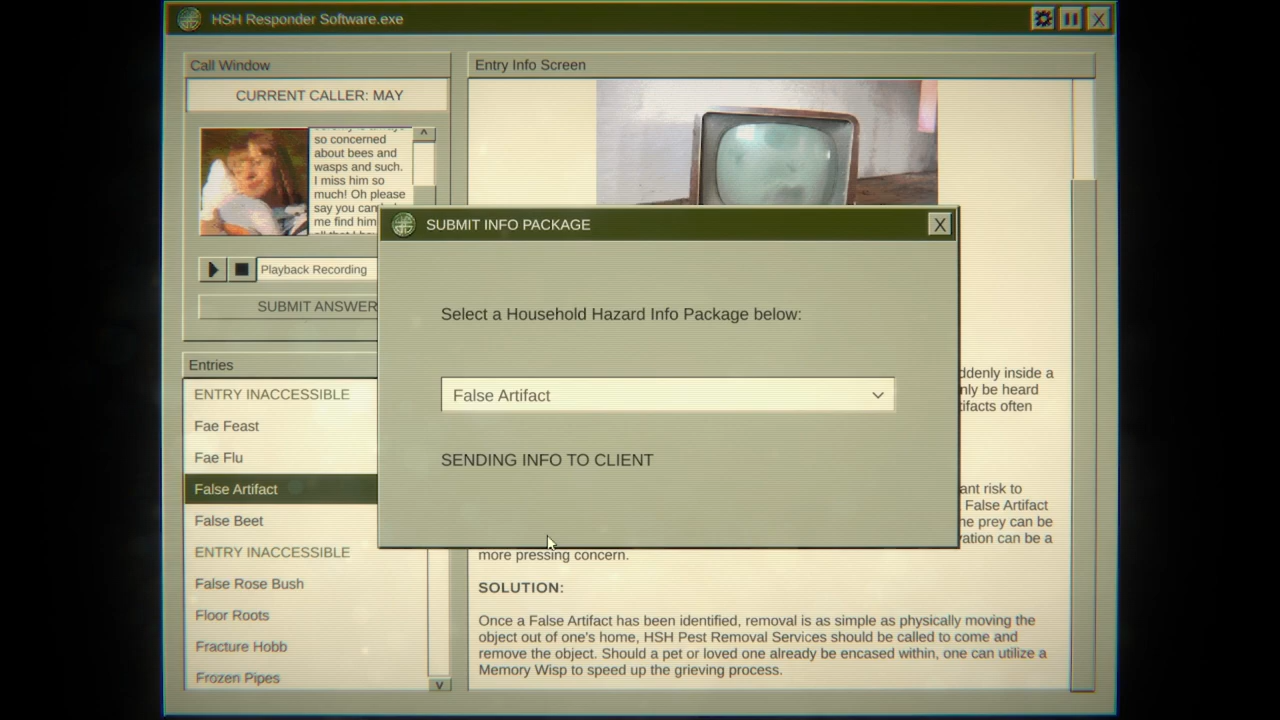 HSH Responder Software.exe
X
Call Window
CURRENT CALLER: MAY
so concerned
about bees and
wasps and such.
I miss him so
much! Oh please
say you can
me find him
Playback Recording
SUBMIT ANSWER
Entries
ENTRY INACCESSIBLE
Fae Feast
Fae Flu
False Artifact
False Beet
ENTRY INACCESSIBLE
False Rose Bush
Floor Roots
Fracture Hobb
Frozen Pipes
Entry Info Screen
SUBMIT INFO PACKAGE
X
Select a Household Hazard Info Package below:
False Artifact
SENDING INFO TO CLIENT
inside a
be heard
often
risk to
False Artifact
prey can be
can be a
more pressing concern.
SOLUTION:
Once a False Artifact has been identified, removal is as simple as physically moving the
object out of one's home, HSH Pest Removal Services should be called to come and
remove the object. Should a pet or loved one already be encased within, one can utilize a
Memory Wisp to speed up the grieving process.